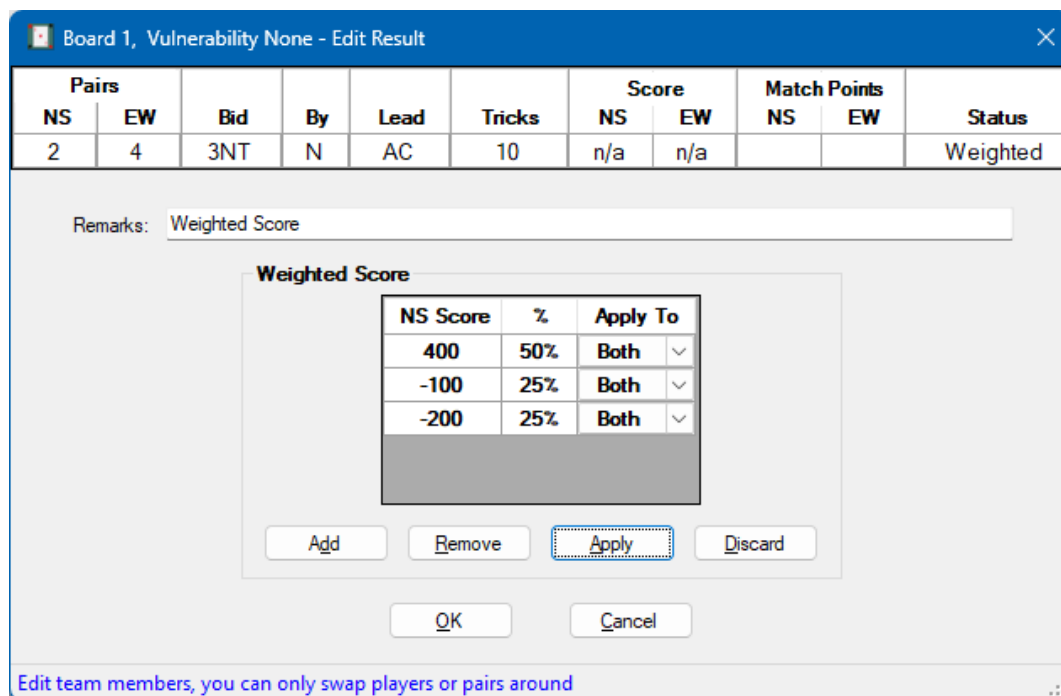 Board 1, Vulnerability None - Edit Result
Pairs Score Match Points
NS EW Bid By Lead Tricks NS EW NS EW Status
2 4 3NT N AC 10 n/a n/a Weighted
Remarks: Weighted Score
Weighted Score
NS Score % Apply To
400 50% Both
-100 25% Both
-200 25% Both
Add Remove Apply Discard
OK Cancel
Edit team members, you can only swap players or pairs around